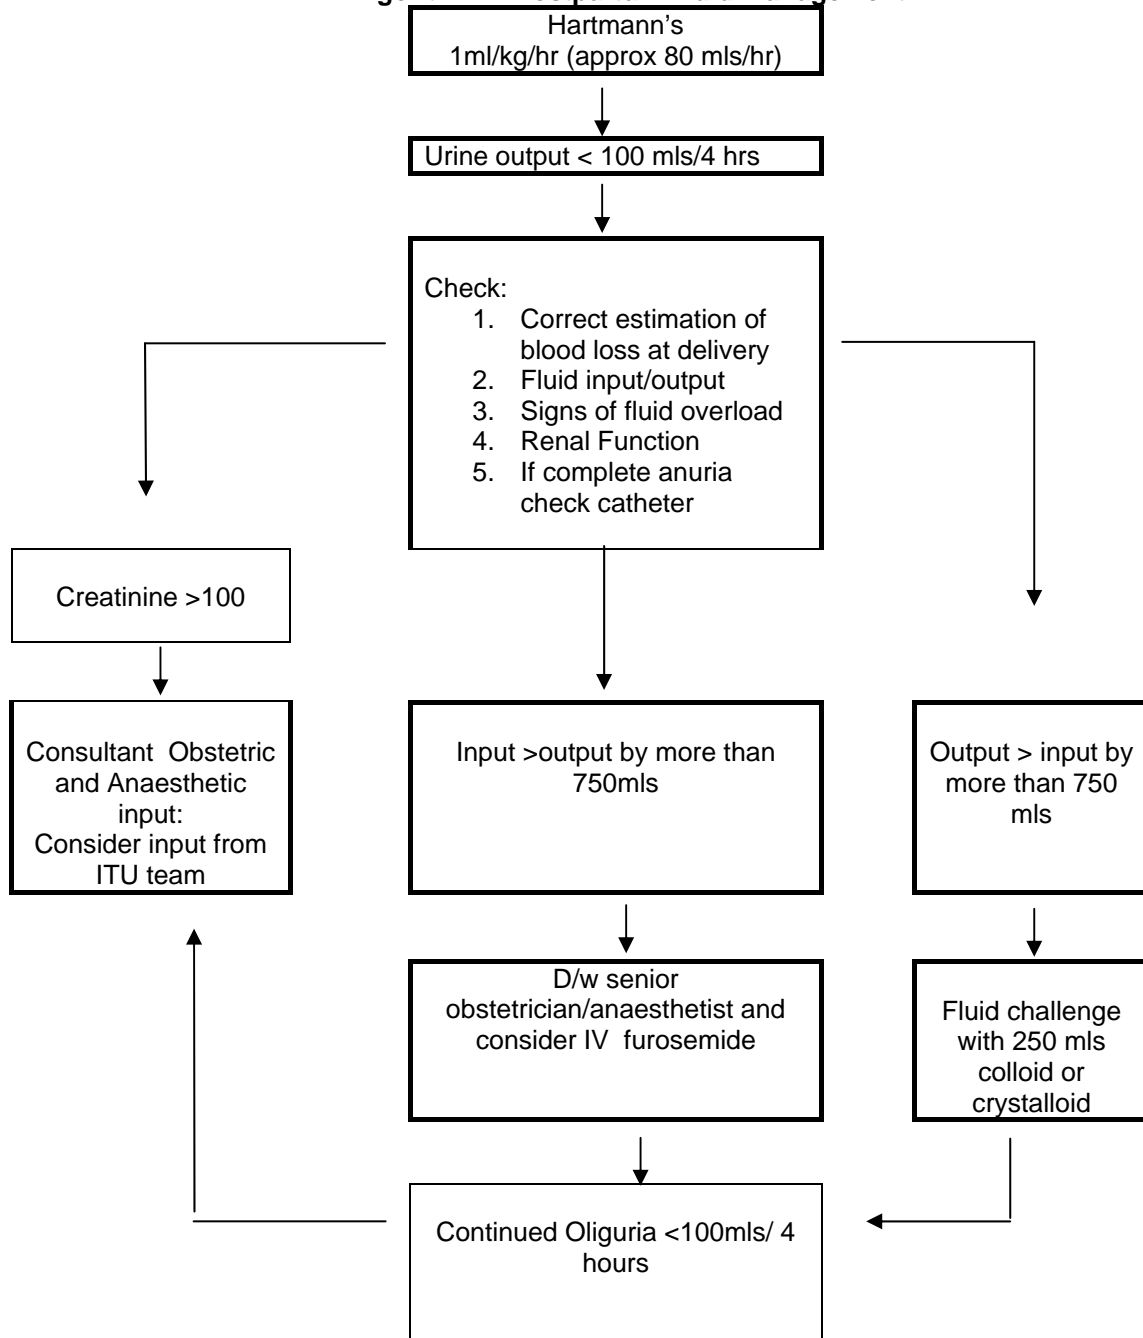 Hartmann’s
1ml/kg/hr (approx 80 mls/hr)
Urine output < 100 mls/4 hrs
Check:
1. Correct estimation of
blood loss at delivery
2. Fluid input/output
3. Signs of fluid overload
4. Renal Function
5. If complete anuria
check catheter
Creatinine >100
Consultant Obstetric
and Anaesthetic
input:
Consider input from
ITU team
Input >output by more than
750mls
Output > input by
more than 750
mls
D/w senior
obstetrician/anaesthetist and
consider IV furosemide
Fluid challenge
with 250 mls
colloid or
crystalloid
Continued Oliguria <100mls/ 4
hours